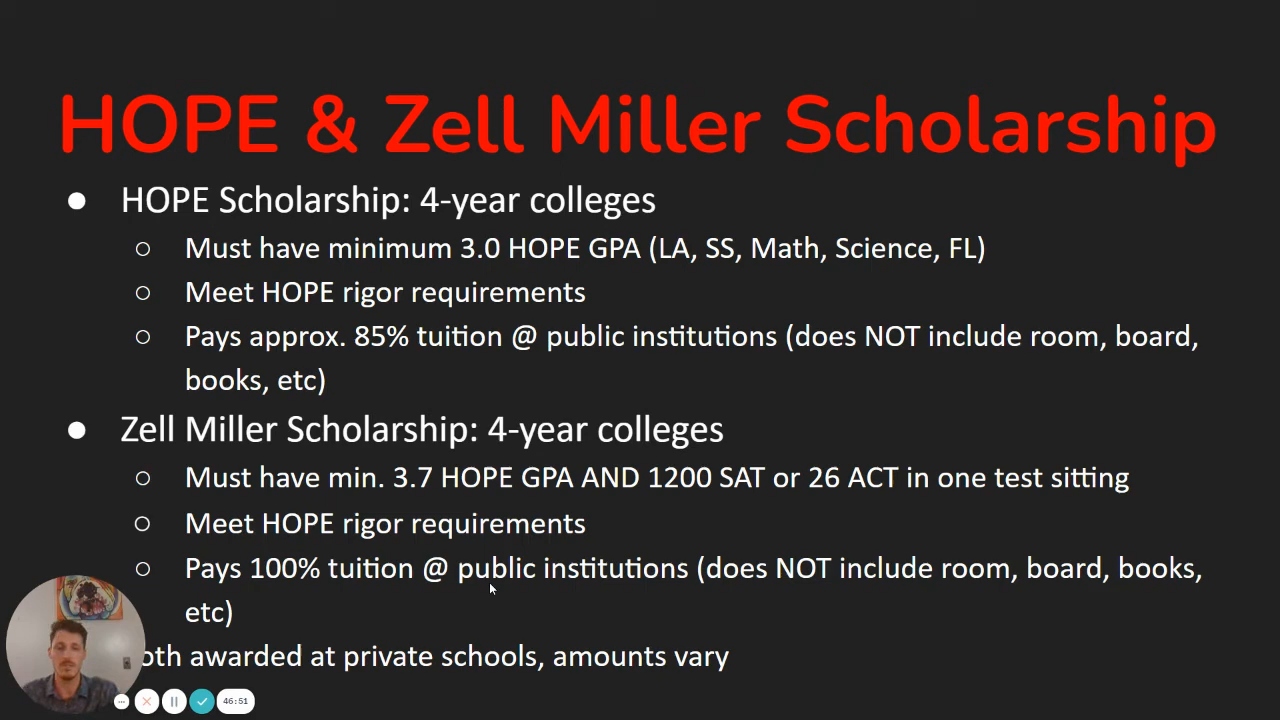 HOPE & Zell Miller Scholarship
● HOPE Scholarship: 4-year colleges
○ Must have minimum 3.0 HOPE GPA (LA, SS, Math, Science, FL)
○ Meet HOPE rigor requirements
○ Pays approx. 85% tuition @ public institutions (does NOT include room, board,
books, etc)
● Zell Miller Scholarship: 4-year colleges
○ Must have min. 3.7 HOPE GPA AND 1200 SAT or 26 ACT in one test sitting
○ Meet HOPE rigor requirements
○ Pays 100% tuition @ public institutions (does NOT include room, board, books,
etc)
oth awarded at private schools, amounts vary
46:51